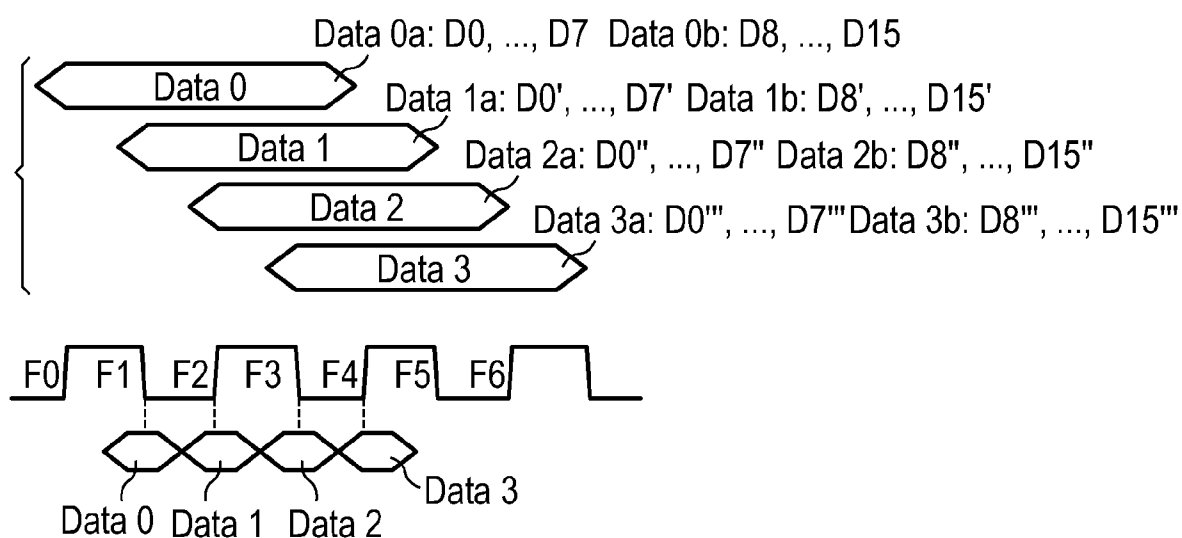 Data 0a: D0, ..., D7 Data 0b: D8, ..., D15
Data 0
Data 1a: D0', ..., D7' Data 1b: D8', ..., D15'
Data 1
Data 2a: D0", ..., D7" Data 2b: D8", ..., D15"
Data 2
Data 3a: D0"', ..., D7"' Data 3b: D8"', ..., D15"'
Data 3
F0 F1 F2 F3 F4 F5 F6
Data 3
Data 0 Data 1 Data 2